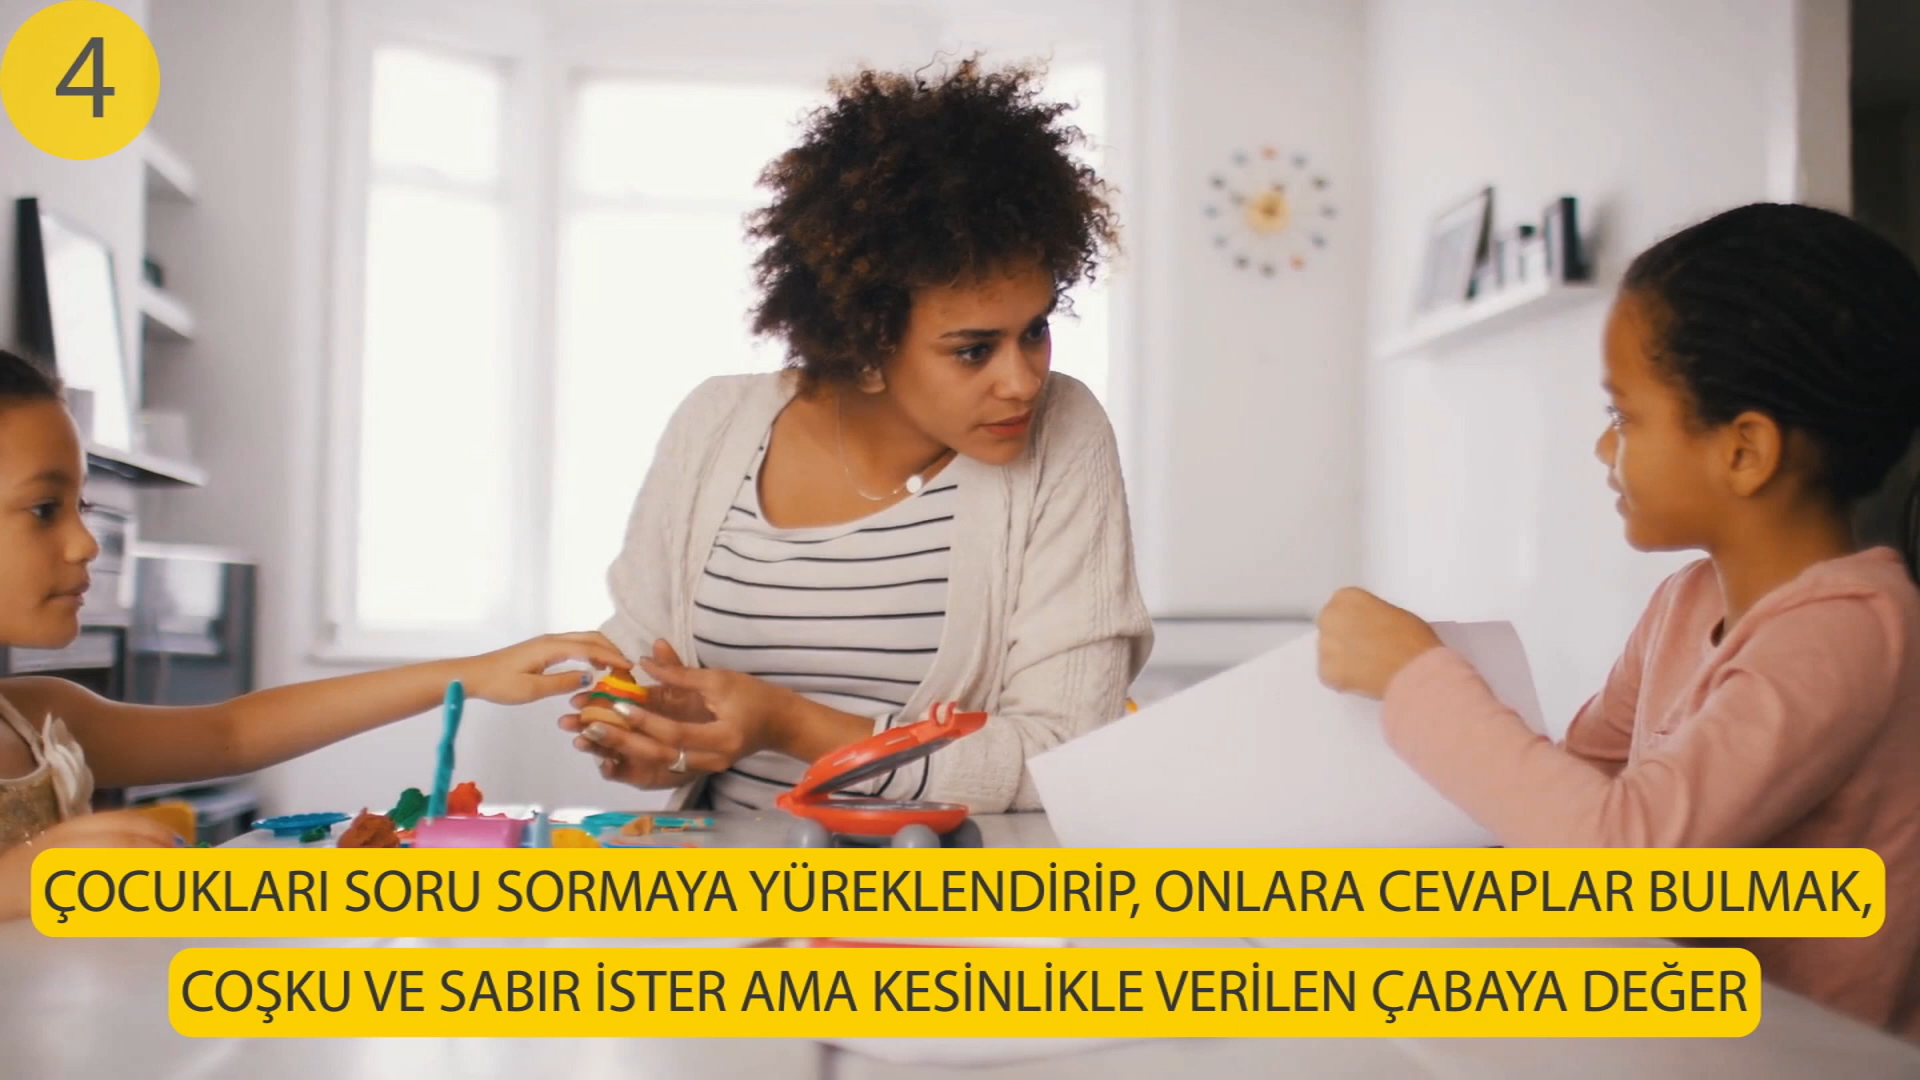 4
ÇOCUKLARI SORU SORMAYA YÜREKLENDİRİP, ONLARA CEVAPLAR BULMAK,
COŞKU VE SABIR İSTER AMA KESİNLİKLE VERİLEN ÇABAYA DEĞER